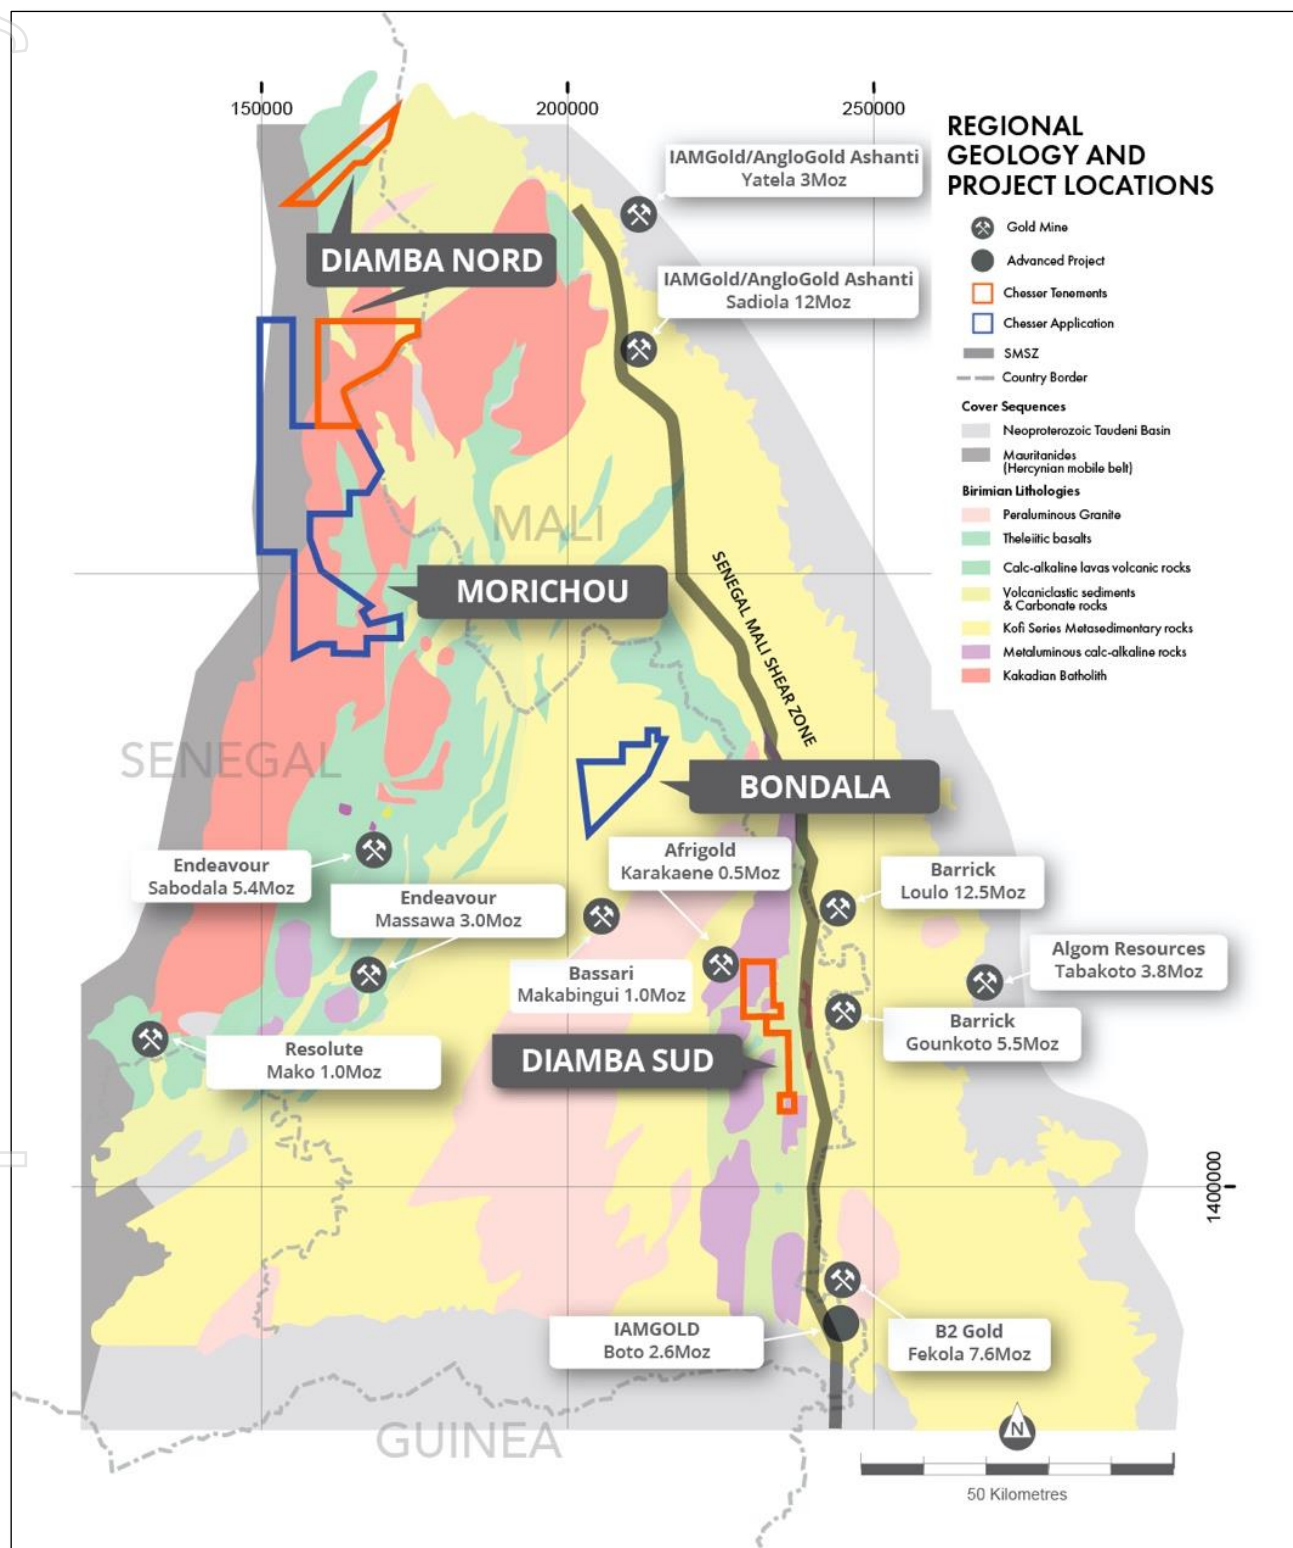 150000
200000
250000
REGIONAL
GEOLOGY AND
PROJECT LOCATIONS
Gold Mine
Advanced Project
Chesser Tenements
Chesser Application
SMSZ
Country Border
Cover Sequences
Neoproterozoic Taudeni Basin
Mauritanides
(Hercynian mobile belt)
Birimian Lithologies
Peraluminous Granite
Theleiitic basalts
Calc-alkaline lavas volcanic rocks
Volcaniclastic sediments
& Carbonate rocks
Kofi Series Metasedimentary rocks
Metaluminous calc-alkaline rocks
Kakadian Batholith
IAMGold/AngloGold Ashanti
Yatela 3Moz
DIAMBA NORD
IAMGold/AngloGold Ashanti
Sadiola 12Moz
MALI
MORICHOU
SENEGAL MALI SHEAR ZONE
SENEGAL
BONDALA
Endeavour
Sabodala 5.4Moz
Afrigold
Karakaene 0.5Moz
Barrick
Loulo 12.5Moz
Endeavour
Massawa 3.0Moz
Bassari
Makabingui 1.0Moz
Algom Resources
Tabakoto 3.8Moz
Barrick
Gounkoto 5.5Moz
Resolute
Mako 1.0Moz
DIAMBA SUD
1400000
IAMGOLD
Boto 2.6Moz
B2 Gold
Fekola 7.6Moz
GUINEA
N
50 Kilometres